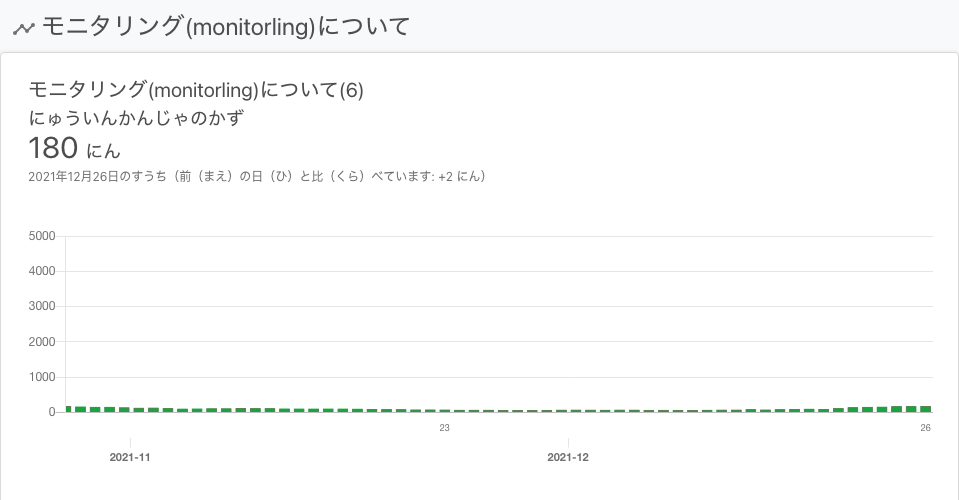 モニタリング(monitorling)について
モニタリング(monitorling)について(6)
にゅういんかんじゃのかず
180 にん
2021年12月26日のすうち（前（まえ）の日（ひ）と比（くら）べています: +2 にん）
5000
4000
3000
2000
1000
0
23 26
2021-11 2021-12